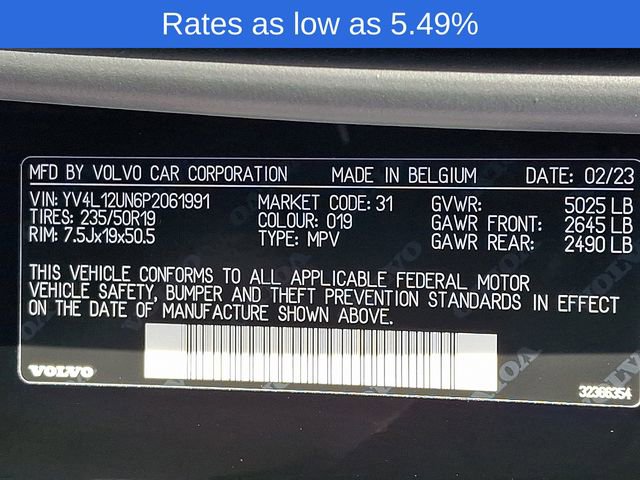 Rates as low as 5.49%
MFD BY VOLVO CAR CORPORATION MADE IN BELGIUM DATE: 02/23
VIN: YV4L12UN6P2061991 MARKET CODE: 31 GVWR: 5025 LB
TIRES: 235/50R19 COLOUR: 019 GAWR FRONT: 2645 LB
RIM: 7.5Jx19x50.5 TYPE: MPV GAWR REAR: 2490 LB
THIS VEHICLE CONFORMS TO ALL APPLICABLE FEDERAL MOTOR
VEHICLE SAFETY, BUMPER AND THEFT PREVENTION STANDARDS IN EFFECT
ON THE DATE OF MANUFACTURE SHOWN ABOVE.
VOLVO 32366354